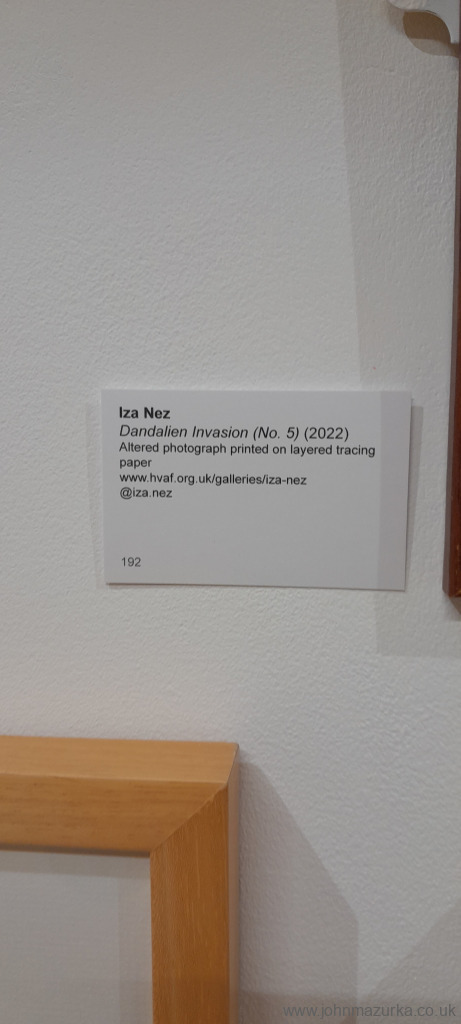 Iza Nez
Dandalien Invasion (No. 5) (2022)
Altered photograph printed on layered tracing
paper
www.hvaf.org.uk/galleries/iza-nez
@iza.nez
192
www.johnmazurka.co.uk